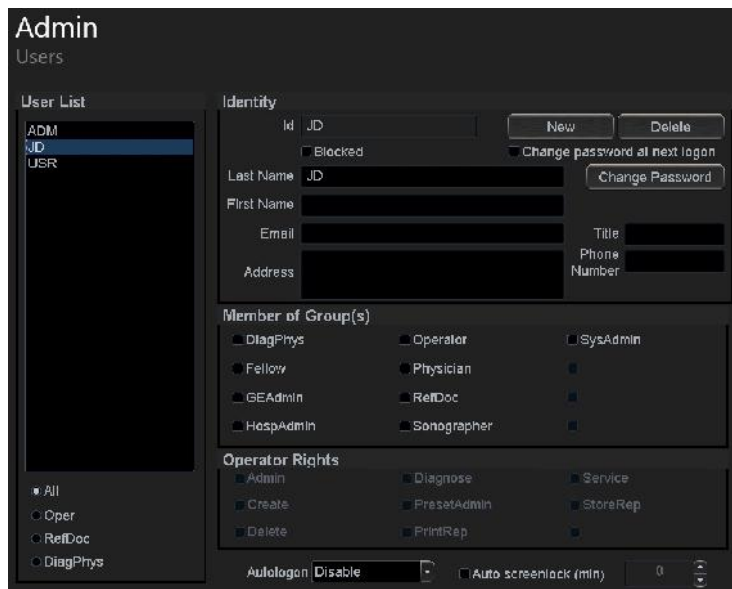 Admin
Users
User List
ADM
JD
USR
All
Oper
RefDoc
DiagPhys
Identity
Id JD New Delete
Blocked Change password at next logon
Last Name JD Change Password
First Name
Email Title
Address Phone Number
Member of Group(s)
DiagPhys Operator SysAdmin
Fellow Physician
GEAdmin RefDoc
HospAdmin Sonographer
Operator Rights
Admin Diagnose Service
Create PresetAdmin StoreRep
Delete PrintRep
Autologon Disable Auto screenlock (min) 0